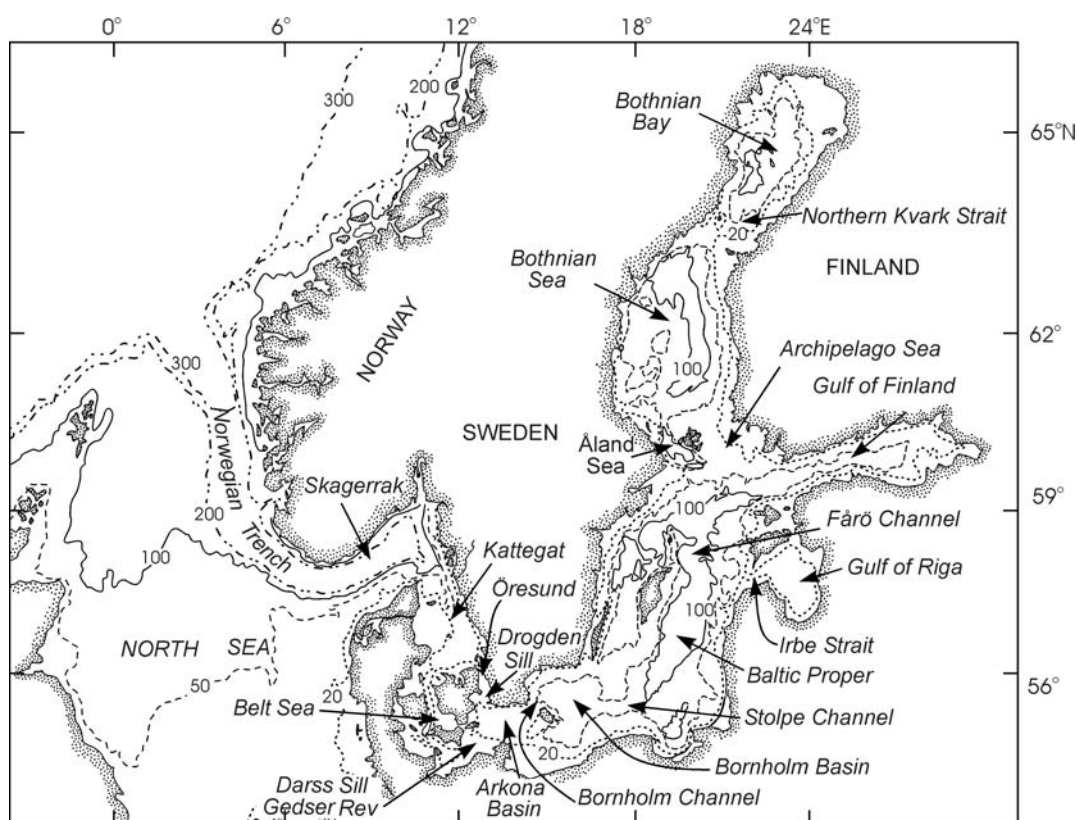 0°
6°
12°
18°
24°E
300
200
Bothnian
Bay
65°N
Northern Kvark Strait
20
Bothnian
Sea
FINLAND
NORWAY
62°
300
100
Archipelago Sea
Gulf of Finland
SWEDEN
Åland
Sea
Norwegian
Trench
Skagerrak
200
100
100
59°
Fårö Channel
Kattegat
Gulf of Riga
Öresund
100
NORTH SEA
Drogden
Sill
Irbe Strait
Baltic Proper
50
20
56°
Belt Sea
Stolpe Channel
20
Bornholm Basin
Darss Sill
Gedser Rev
Arkona
Basin
Bornholm Channel